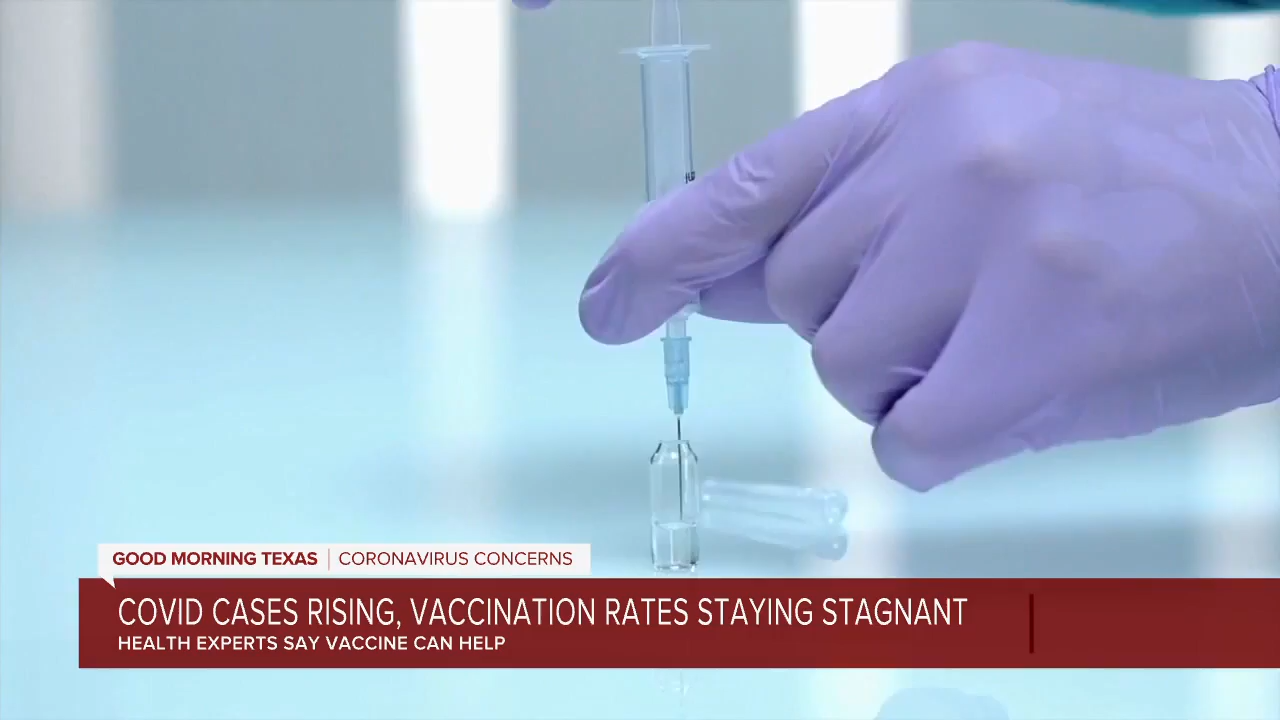 GOOD MORNING TEXAS | CORONAVIRUS CONCERNS
COVID CASES RISING, VACCINATION RATES STAYING STAGNANT
HEALTH EXPERTS SAY VACCINE CAN HELP